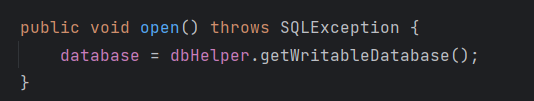 public void open() throws SQLException {
    database = dbHelper.getWritableDatabase();
}